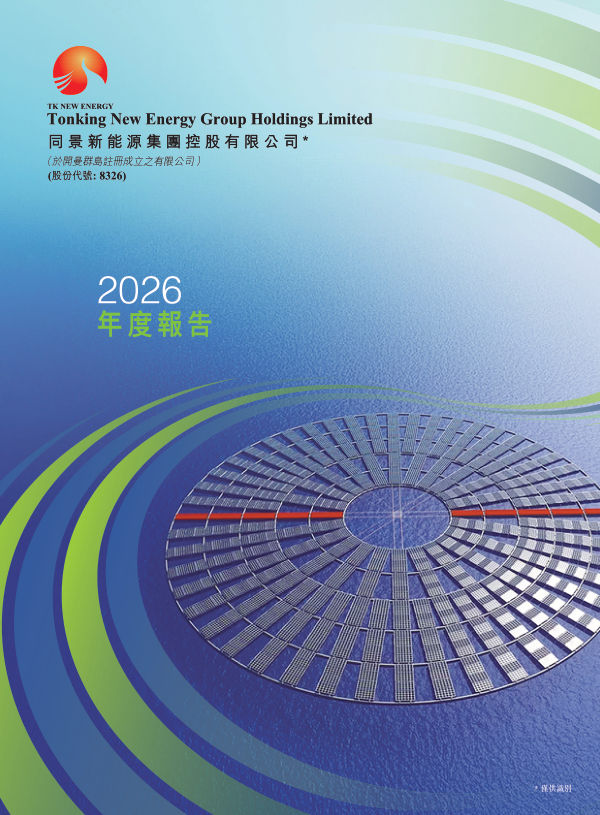 TK NEW ENERGY
Tonking New Energy Group Holdings Limited
同景新能源集團控股有限公司*
(於開曼群島註冊成立之有限公司)
(股份代號: 8326)
2026
年度報告
* 僅供識別